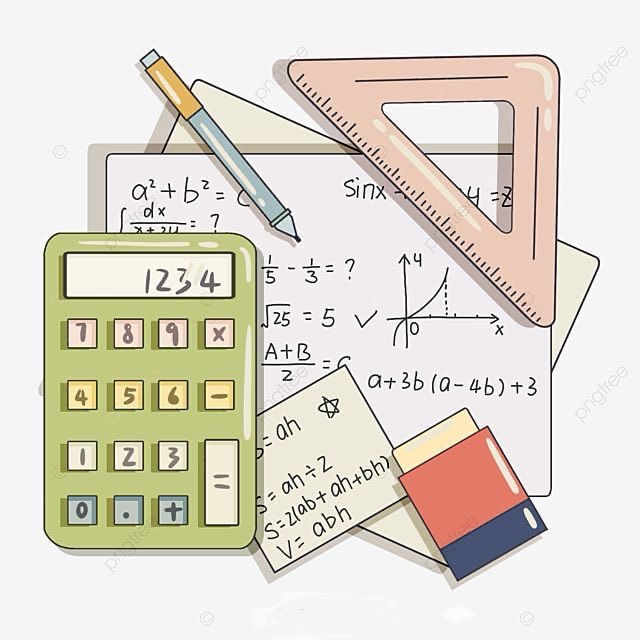 a² + b² = C
sinx
4 = Z
∫ dx
= ?
1/5 - 1/3 = ?
√25 = 5 ✓
A+B/2 =
4
0
x
a+3b(a-4b)+3
1234
7 8 9 ×
4 5 6 -
1 2 3
0 . + =
= ah
S = ah÷2
S=2(ab+ah+bh)
V= abh
pngtree